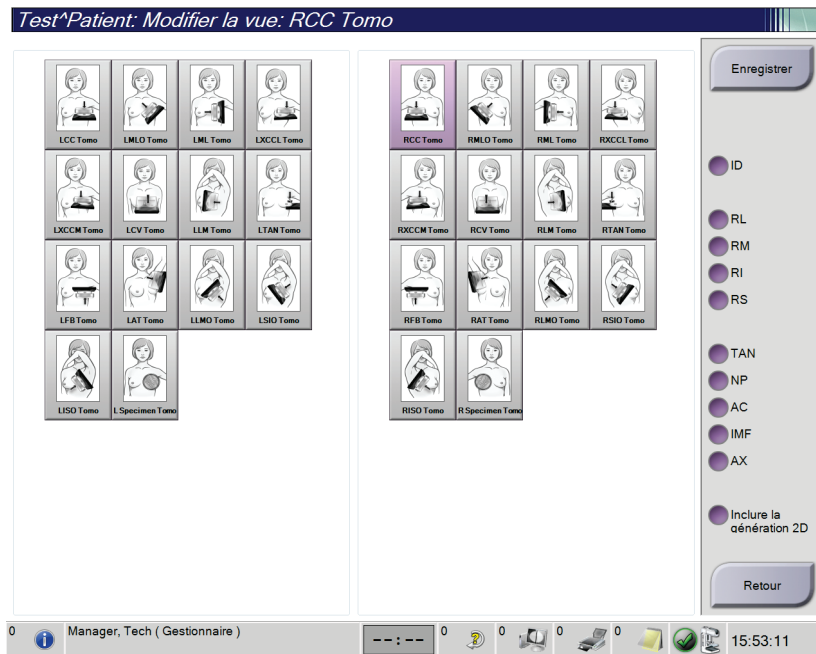 Test^Patient: Modifier la vue: RCC Tomo
LCC Tomo LMLO Tomo LML Tomo LXCCL Tomo
LXCCM Tomo LCV Tomo LLM Tomo LTAN Tomo
LFB Tomo LAT Tomo LLMO Tomo LSIO Tomo
LISO Tomo L Specimen Tomo
RCC Tomo RMLO Tomo RML Tomo RXCCL Tomo
RXCCM Tomo RCV Tomo RLM Tomo RTAN Tomo
RFB Tomo RAT Tomo RLMO Tomo RSIO Tomo
RISO Tomo R Specimen Tomo
Enregistrer
ID
RL
RM
RI
RS
TAN
NP
AC
IMF
AX
Inclure la
génération 2D
Retour
0 Manager, Tech ( Gestionnaire ) --:-- 0 0 0 0 15:53:11